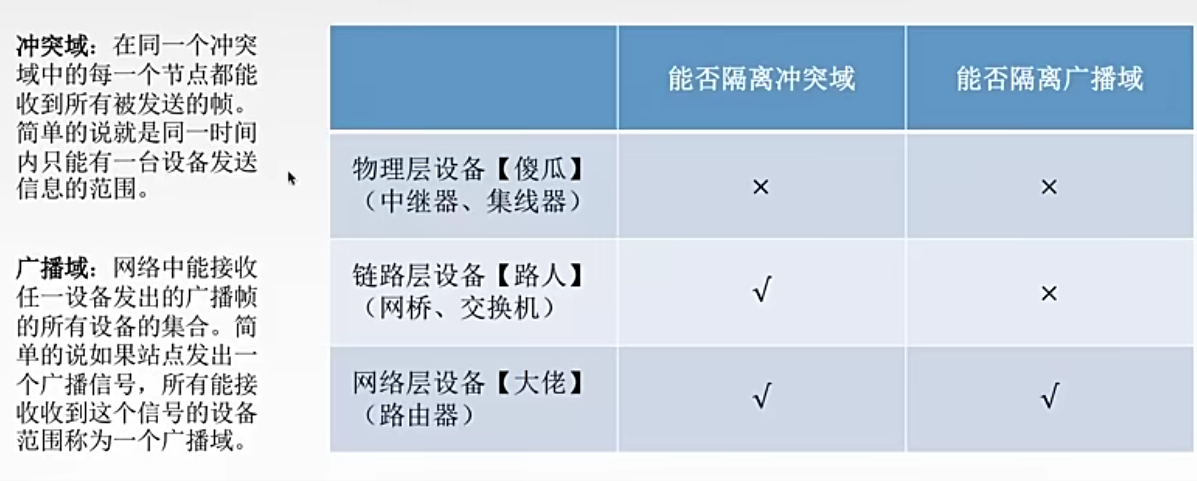 冲突域：在同一个冲突
域中的每一个节点都能
收到所有被发送的帧。
简单的说就是同一时间
内只能有一台设备发送
信息的范围。
广播域：网络中能接收
任一设备发出的广播帧
的所有设备的集合。简
单的说如果站点发出一
个广播信号，所有能接
收收到这个信号的设备
范围称为一个广播域。
能否隔离冲突域 能否隔离广播域
物理层设备【傻瓜】
（中继器、集线器）
× ×
链路层设备【路人】
（网桥、交换机）
√ ×
网络层设备【大佬】
（路由器）
√ √